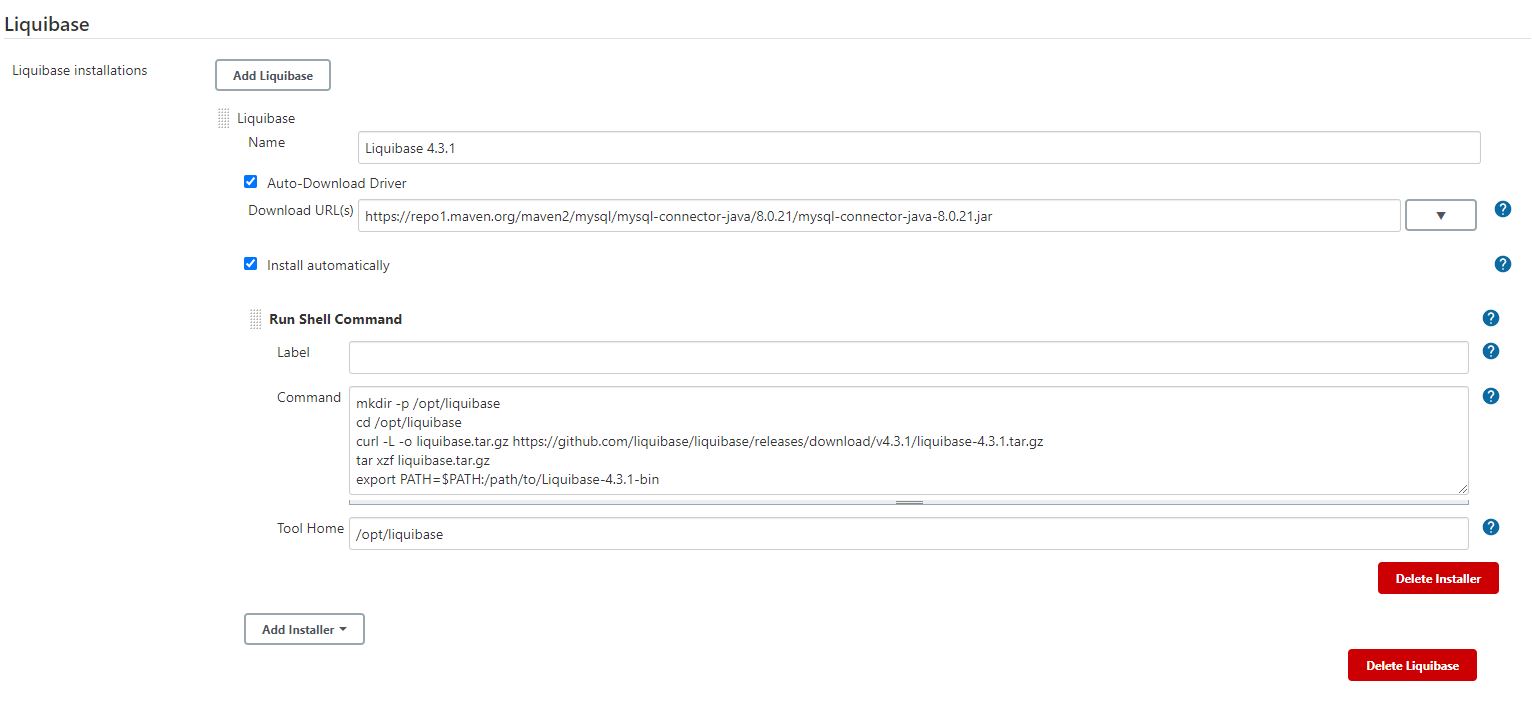 Liquibase
Liquibase installations
Add Liquibase
Liquibase
Name
Liquibase 4.3.1
Auto-Download Driver
Download URL(s)
https://repo1.maven.org/maven2/mysql/mysql-connector-java/8.0.21/mysql-connector-java-8.0.21.jar
▼
?
Install automatically
?
Run Shell Command
?
Label
?
Command
mkdir -p /opt/liquibase
cd /opt/liquibase
curl -L -o liquibase.tar.gz https://github.com/liquibase/liquibase/releases/download/v4.3.1/liquibase-4.3.1.tar.gz
tar xzf liquibase.tar.gz
export PATH=$PATH:/path/to/Liquibase-4.3.1-bin
?
Tool Home
/opt/liquibase
?
Delete Installer
Add Installer
Delete Liquibase